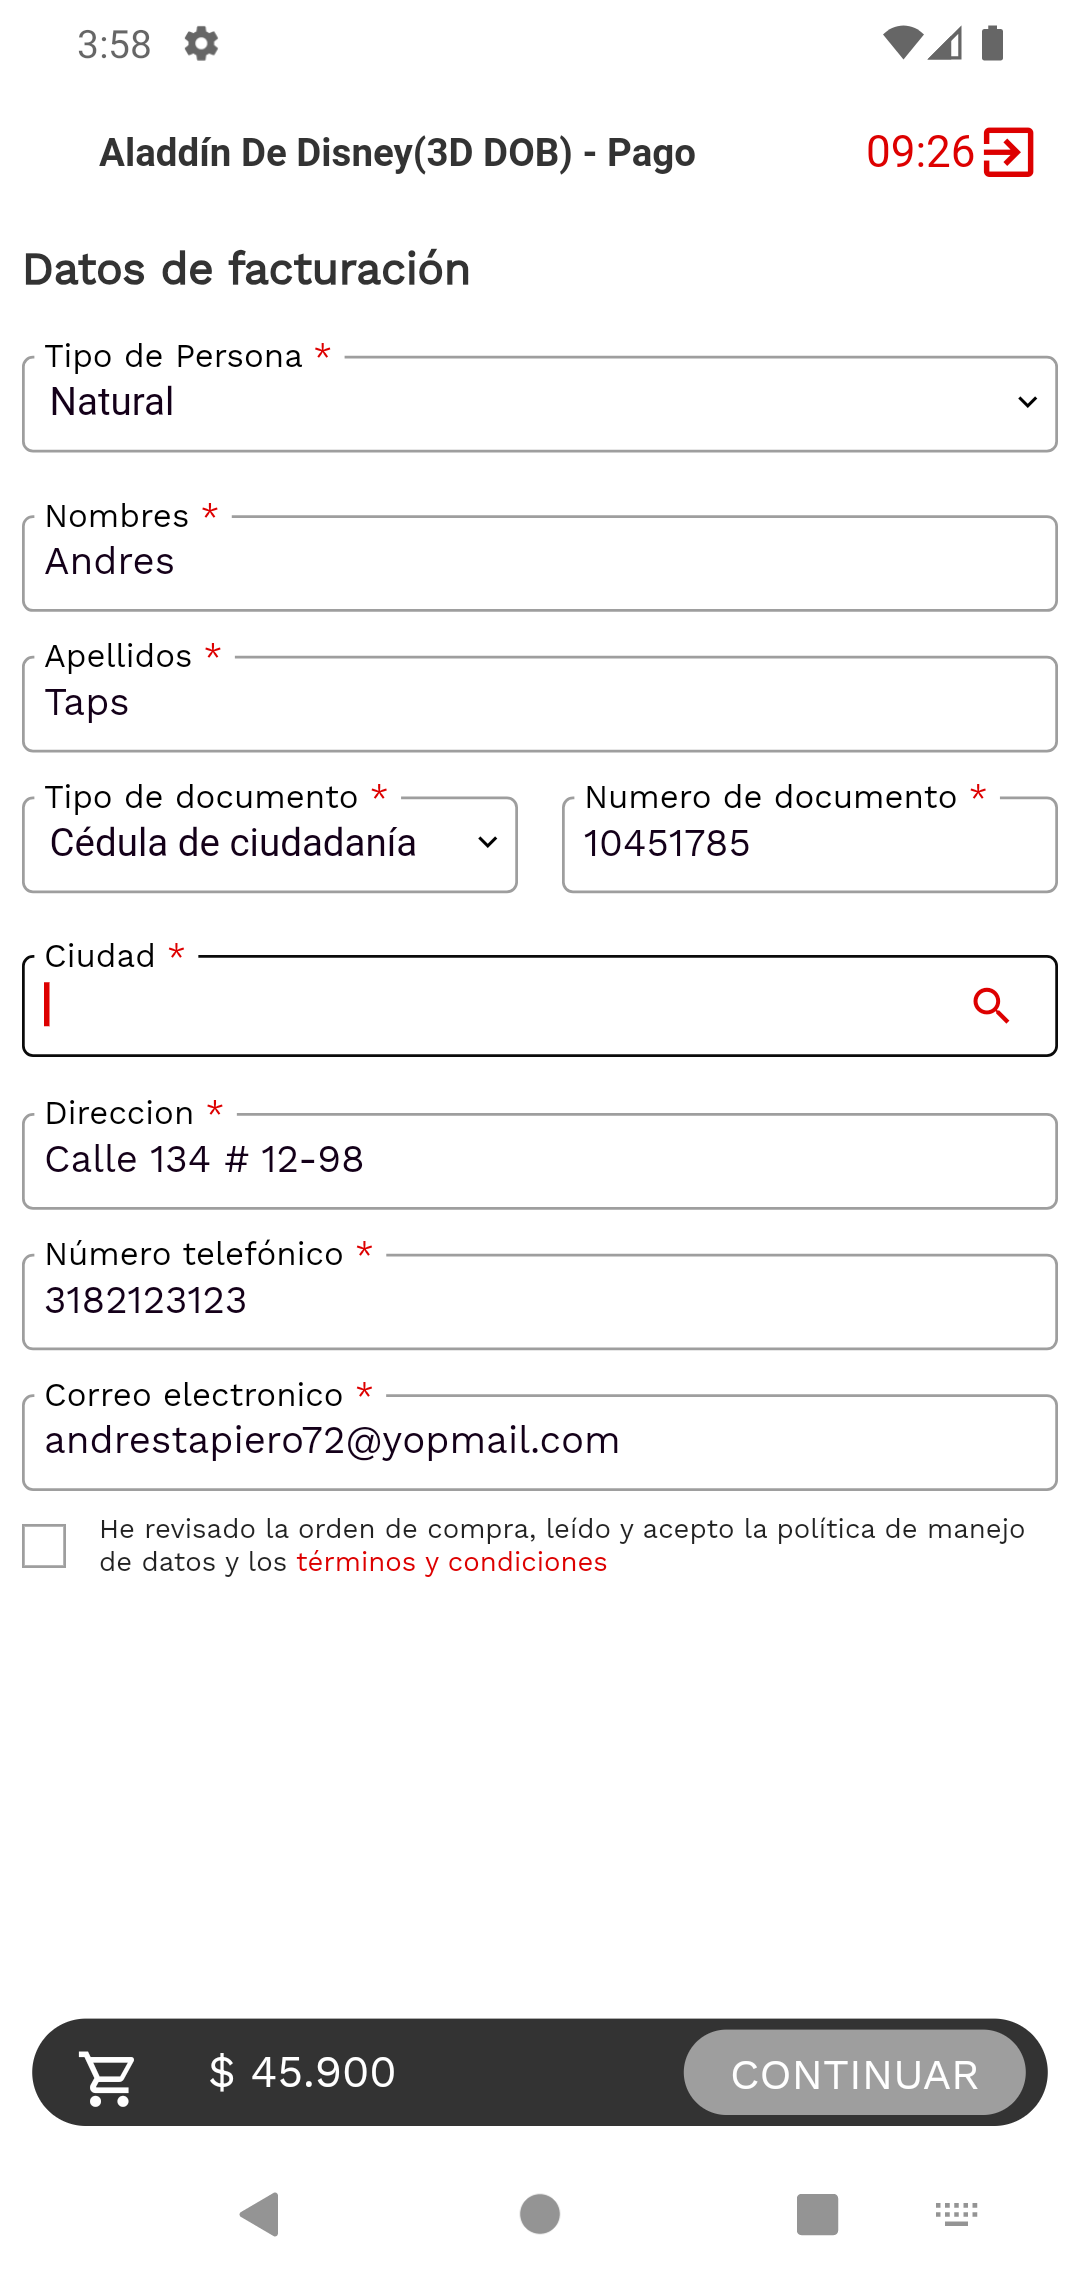 3:58
Aladdín De Disney(3D DOB) - Pago
09:26
Datos de facturación
Tipo de Persona *
Natural
Nombres *
Andres
Apellidos *
Taps
Tipo de documento *
Cédula de ciudadanía
Numero de documento *
10451785
Ciudad *
Direccion *
Calle 134 # 12-98
Número telefónico *
3182123123
Correo electronico *
andrestapiero72@yopmail.com
He revisado la orden de compra, leído y acepto la política de manejo
de datos y los términos y condiciones
$ 45.900
CONTINUAR